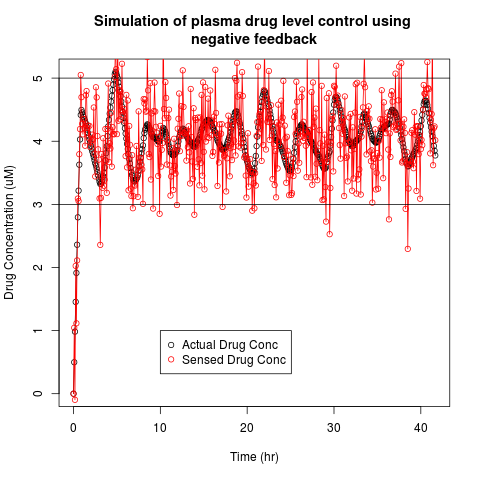 Simulation of plasma drug level control using
negative feedback
Drug Concentration (uM)
5
4
3
2
1
0
Actual Drug Conc
Sensed Drug Conc
0 10 20 30 40
Time (hr)